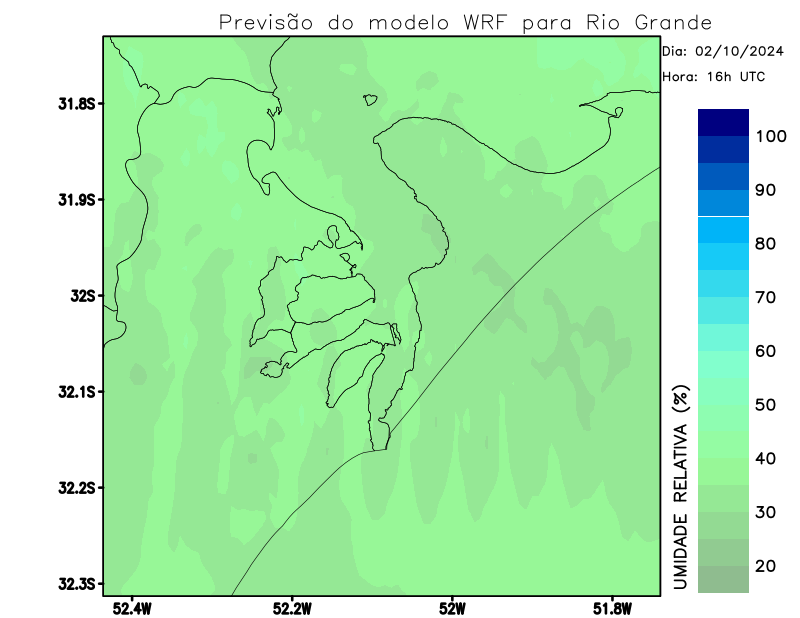 Previsão do modelo WRF para Rio Grande
Dia: 02/10/2024
Hora: 16h UTC
31.8S
31.9S
32S
32.1S
32.2S
32.3S
52.4W
52.2W
52W
51.8W
100
90
80
70
60
50
40
30
20
UMIDADE RELATIVA (%)